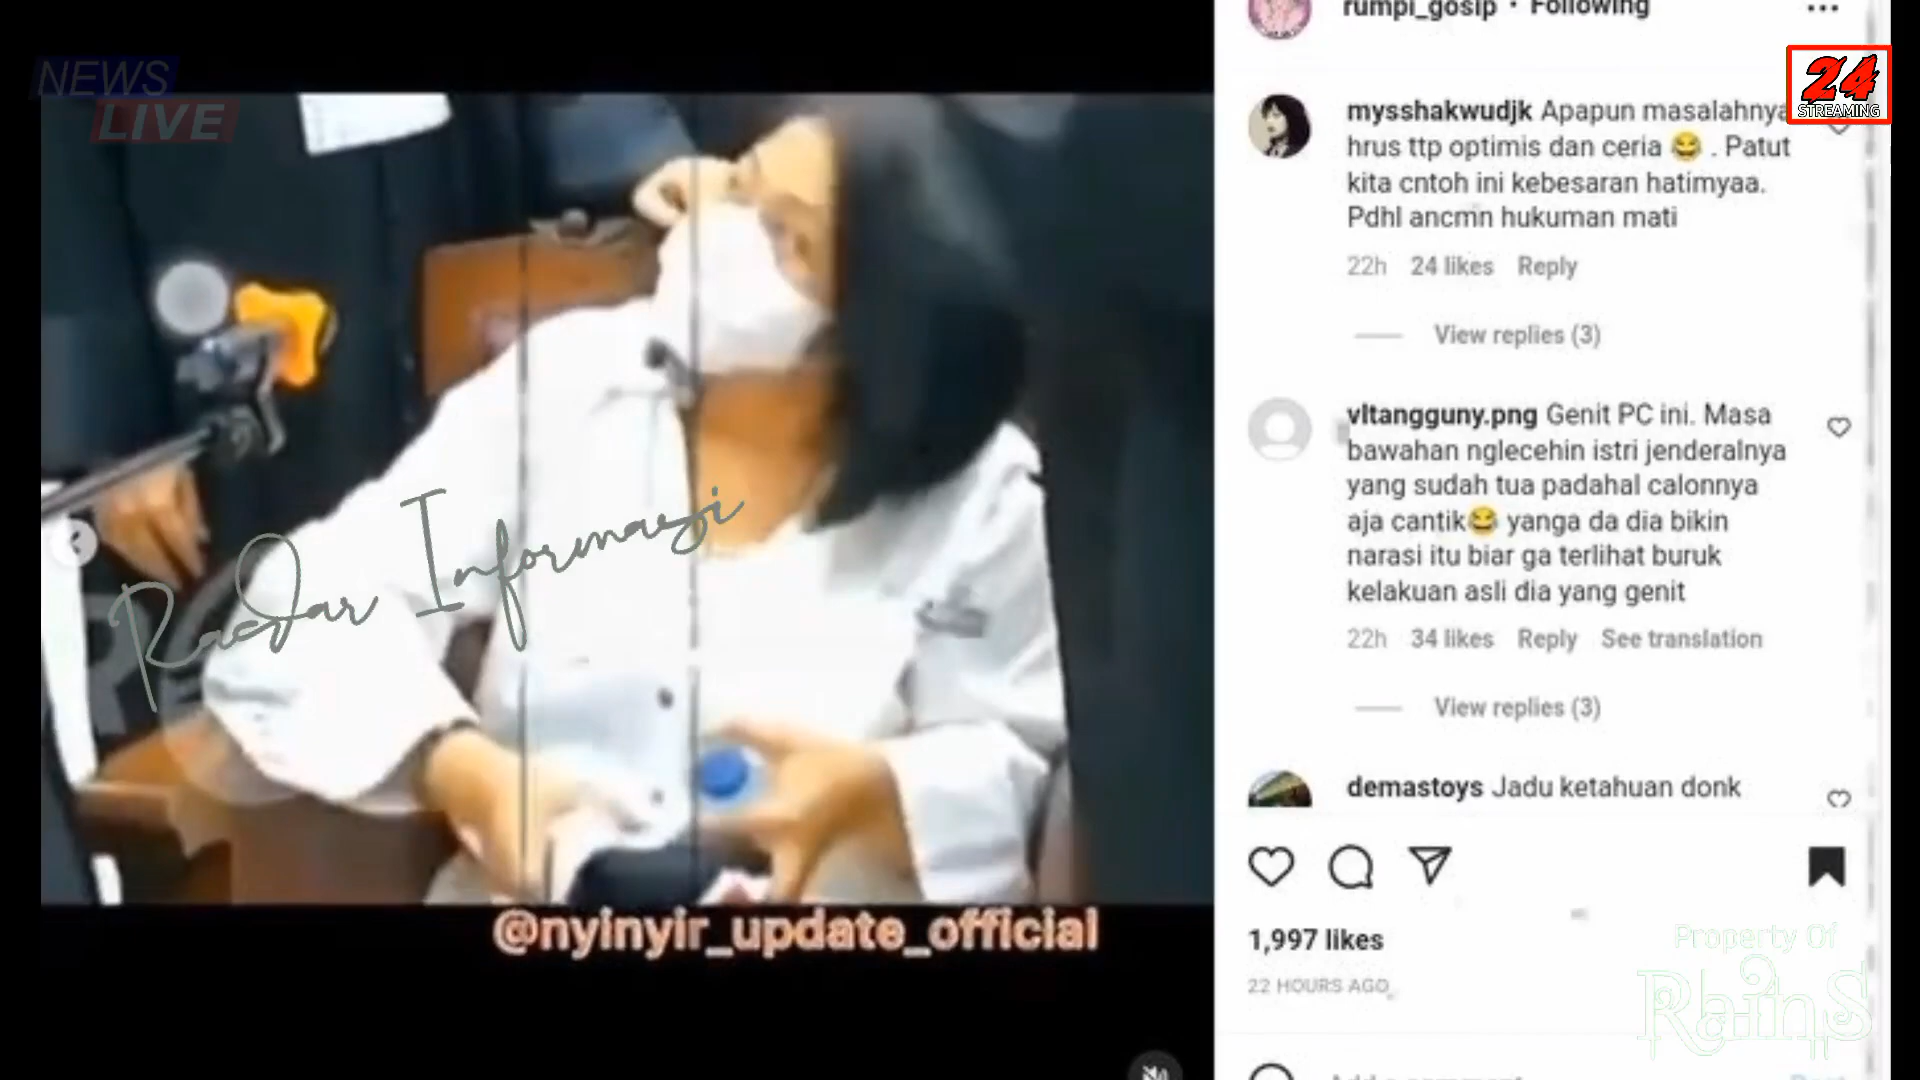 NEWS
LIVE
Radar Informasi
@nyinyir_update_official
rumpi_gosip • Following
24
STREAMING
mysshakwudjk Apapun masalahnya
hrus ttp optimis dan ceria 😂 . Patut
kita cntoh ini kebesaran hatimyaa.
Pdhl ancmn hukuman mati
22h 24 likes Reply
View replies (3)
vltangguny.png Genit PC ini. Masa
bawahan nglecehin istri jenderalnya
yang sudah tua padahal calonnya
aja cantik😂 yanga da dia bikin
narasi itu biar ga terlihat buruk
kelakuan asli dia yang genit
22h 34 likes Reply See translation
View replies (3)
demastoys Jadu ketahuan donk
1,997 likes
22 HOURS AGO
Property Of
RainS